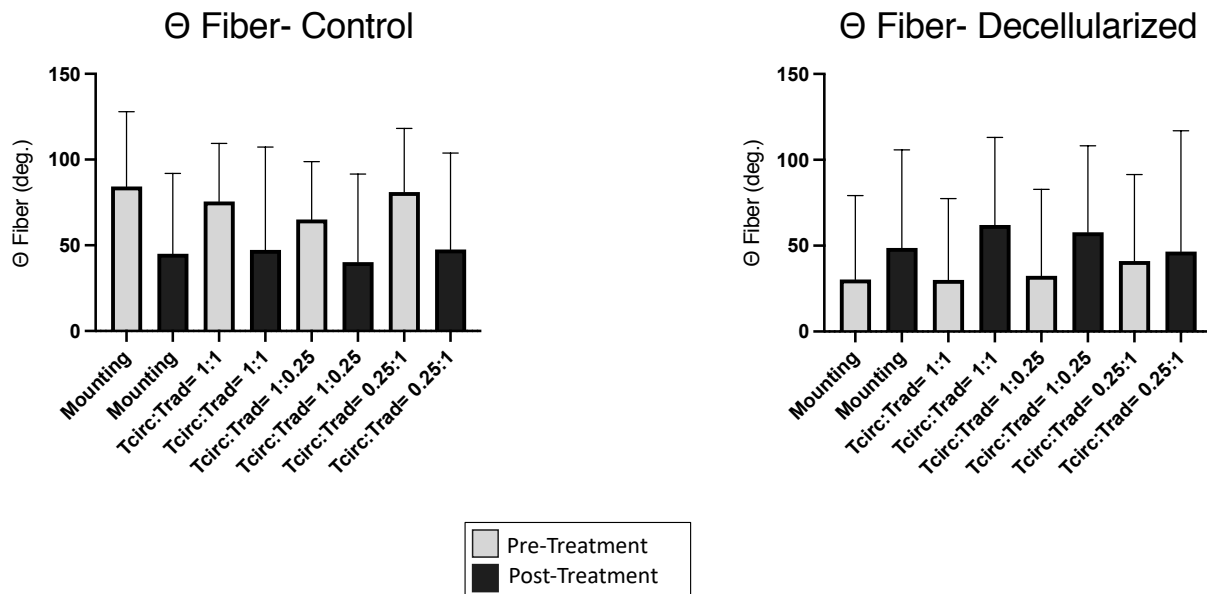 Θ Fiber- Control
Θ Fiber (deg.)
150
100
50
0
Mounting
Mounting
Tcirc:Trad= 1:1
Tcirc:Trad= 1:1
Tcirc:Trad= 1:0.25
Tcirc:Trad= 1:0.25
Tcirc:Trad= 0.25:1
Tcirc:Trad= 0.25:1
Θ Fiber- Decellularized
Θ Fiber (deg.)
150
100
50
0
Mounting
Mounting
Tcirc:Trad= 1:1
Tcirc:Trad= 1:1
Tcirc:Trad= 1:0.25
Tcirc:Trad= 1:0.25
Tcirc:Trad= 0.25:1
Tcirc:Trad= 0.25:1
Pre-Treatment
Post-Treatment